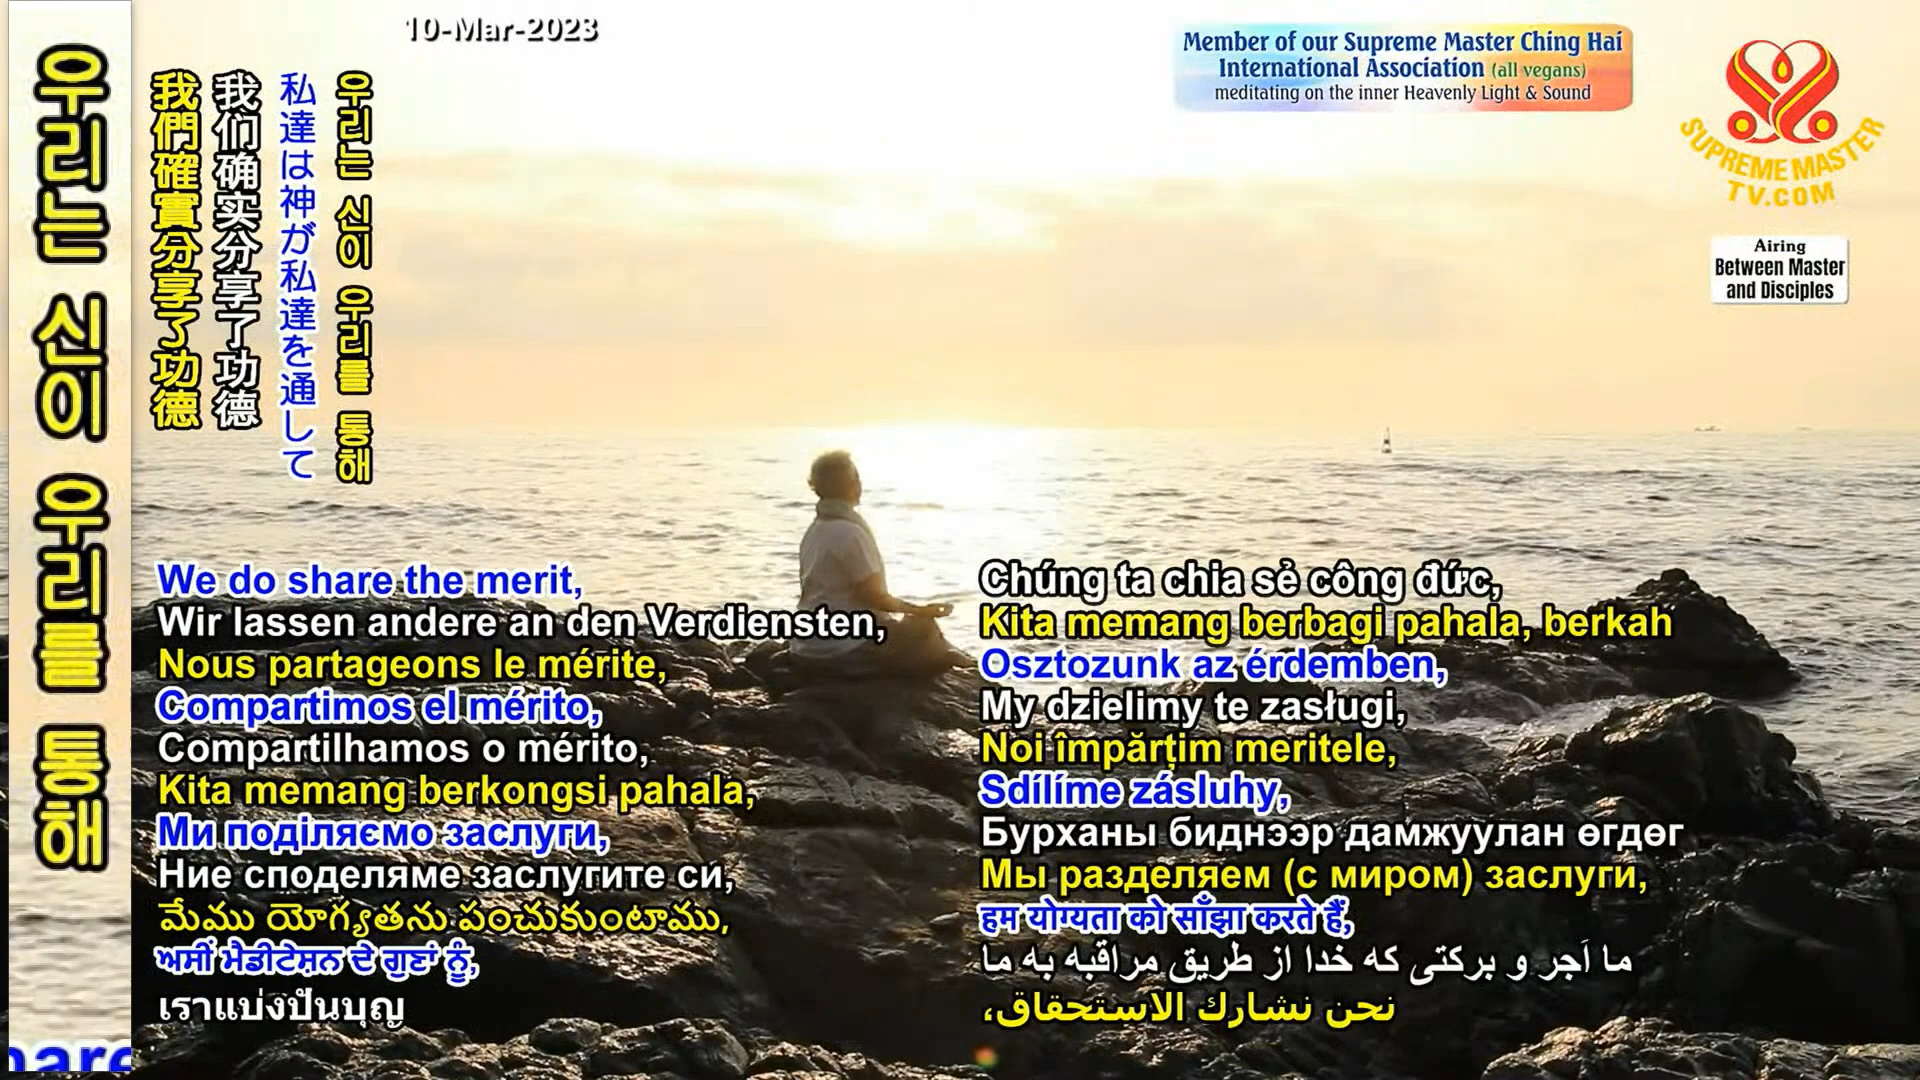 우리는 신이 우리를 통해
10-Mar-2023
Member of our Supreme Master Ching Hai
International Association (all vegans)
meditating on the inner Heavenly Light & Sound
SUPREME MASTER
TV.COM
Airing
Between Master
and Disciples
我們確實分享了功德
我们确实分享了功德
私達は神が私達を通して
우리는 신이 우리를 통해
We do share the merit,
Wir lassen andere an den Verdiensten,
Nous partageons le mérite,
Compartimos el mérito,
Compartilhamos o mérito,
Kita memang berkongsi pahala,
Ми поділяємо заслуги,
Ние споделяме заслугите си,
మేము యోగ్యతను పంచుకుంటాము,
ਅਸੀਂ ਮੈਡੀਟੇਸ਼ਨ ਦੇ ਗੁਣਾਂ ਨੂੰ,
เราแบ่งปันบุญ
Chúng ta chia sẻ công đức,
Kita memang berbagi pahala, berkah
Osztozunk az érdemben,
My dzielimy te zasługi,
Noi împărțim meritele,
Sdílíme zásluhy,
Бурханы биднээр дамжуулан өгдөг
Мы разделяем (с миром) заслуги,
हम योग्यता को साँझा करते हैं,
ما اَجر و برکتی که خدا از طریق مراقبه به ما
نحن نشارك الاستحقاق،